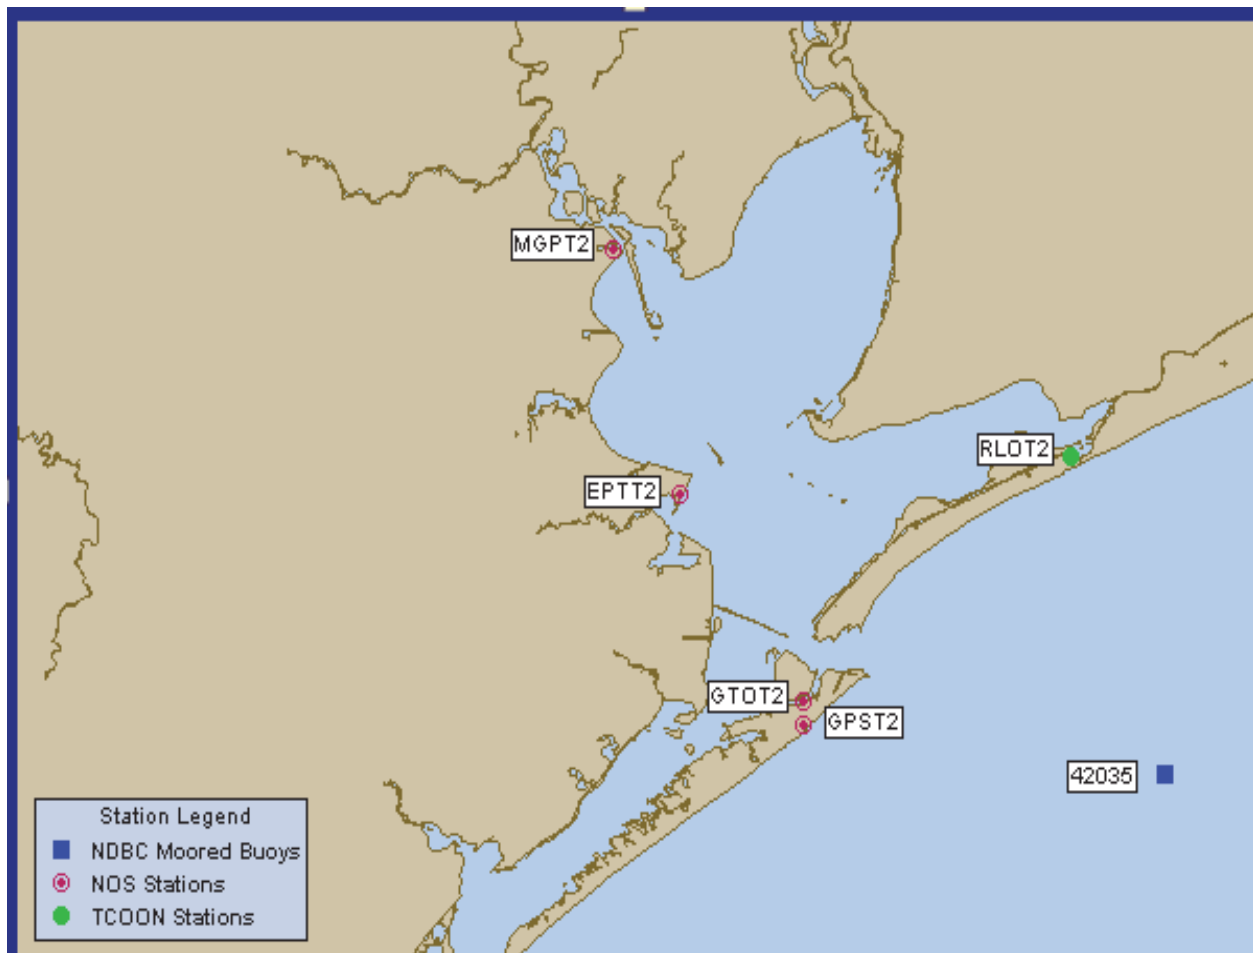 MGPT2
RLOT2
EPTT2
GTOT2
GPST2
42035
Station Legend
NDBC Moored Buoys
NOS Stations
TCOON Stations